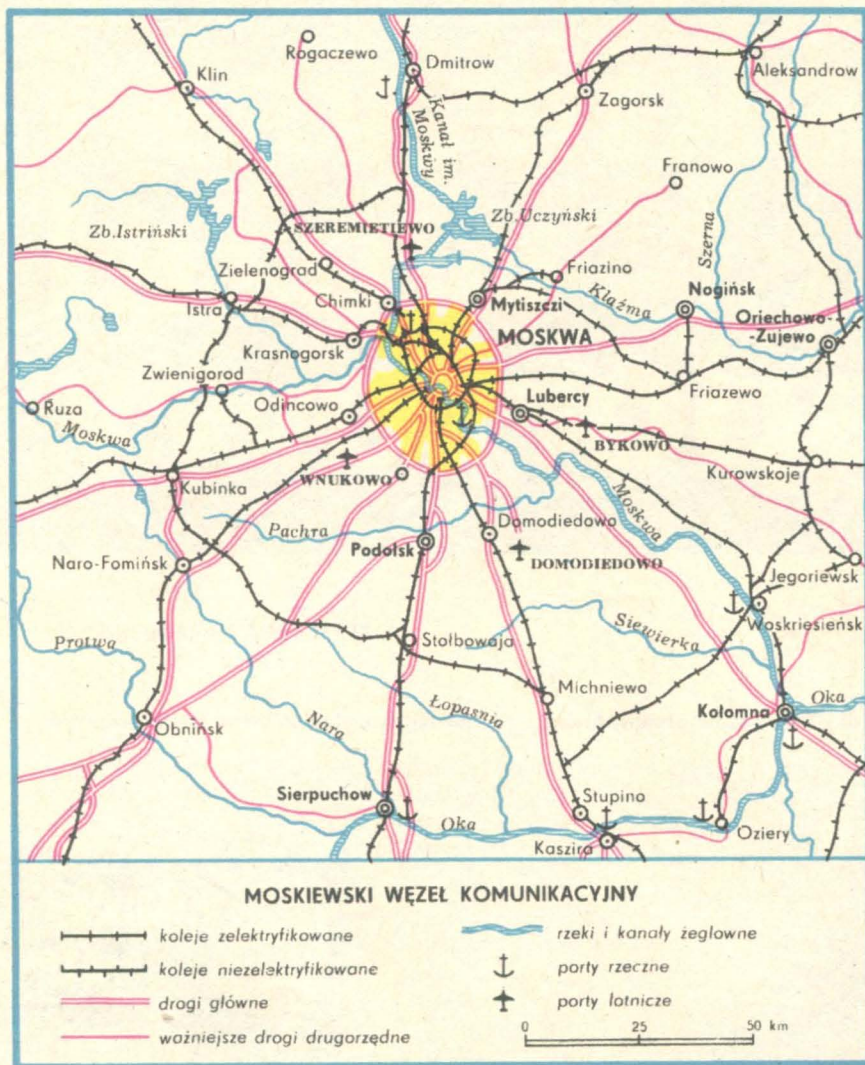 Rogaczewo
Dmitrow
Aleksandrow
Klin
Zagorsk
Kanał im.
Moskwy
Franowo
Zb.Uczyński
Szerna
Zb.Istriński
SZEREMIETIEWO
Zielenograd
Friazino
Kłaźma
Istra
Chimki
Mytiszczi
Nogińsk
Oriechowo-
-Zujewo
MOSKWA
Krasnogorsk
Zwienigorod
Friazewo
Ruza
Odincowo
Lubercy
Moskwa
BYKOWO
Kurowskoje
WNUKOWO
Kubinka
Moskwa
Pachra
Domodiedowo
Podolsk
Naro-Fomińsk
DOMODIEDOWO
Jegoriewsk
Woskriesieńsk
Siewierka
Protwa
Stołbowaja
Michniewo
Łopasnia
Oka
Kołomna
Nara
Obnińsk
Sierpuchow
Stupino
Oka
Oziery
Kaszira
MOSKIEWSKI WĘZEŁ KOMUNIKACYJNY
koleje zelektryfikowane
rzeki i kanały żeglowne
koleje niezelektryfikowane
porty rzeczne
drogi główne
porty lotnicze
ważniejsze drogi drugorzędne
0 25 50 km